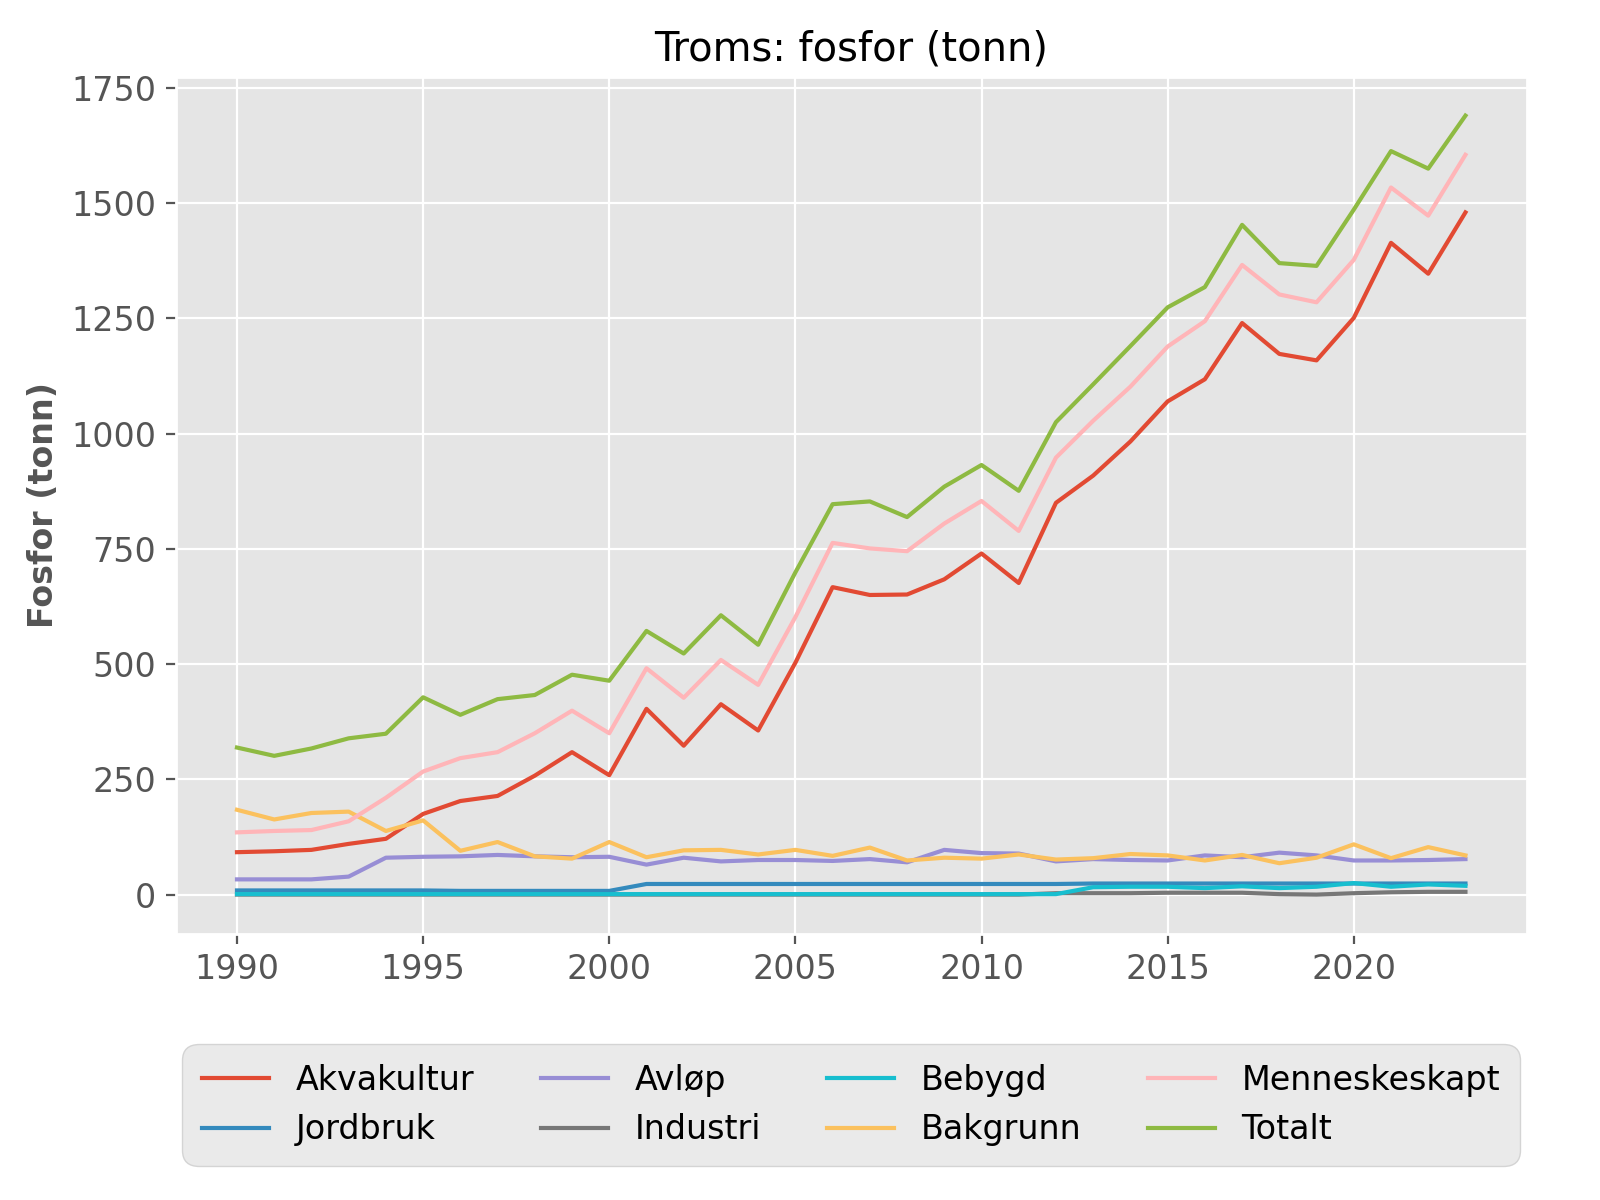 Troms: fosfor (tonn)
1750
1500
1250
1000
750
500
250
0
Fosfor (tonn)
1990 1995 2000 2005 2010 2015 2020
Akvakultur Avløp Bebygd Menneskeskapt
Jordbruk Industri Bakgrunn Totalt